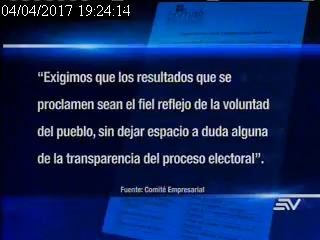 04/04/2017 19:24:14
“Exigimos que los resultados que se
proclamen sean el fiel reflejo de la voluntad
del pueblo, sin dejar espacio a duda alguna
de la transparencia del proceso electoral”.
Fuente: Comité Empresarial